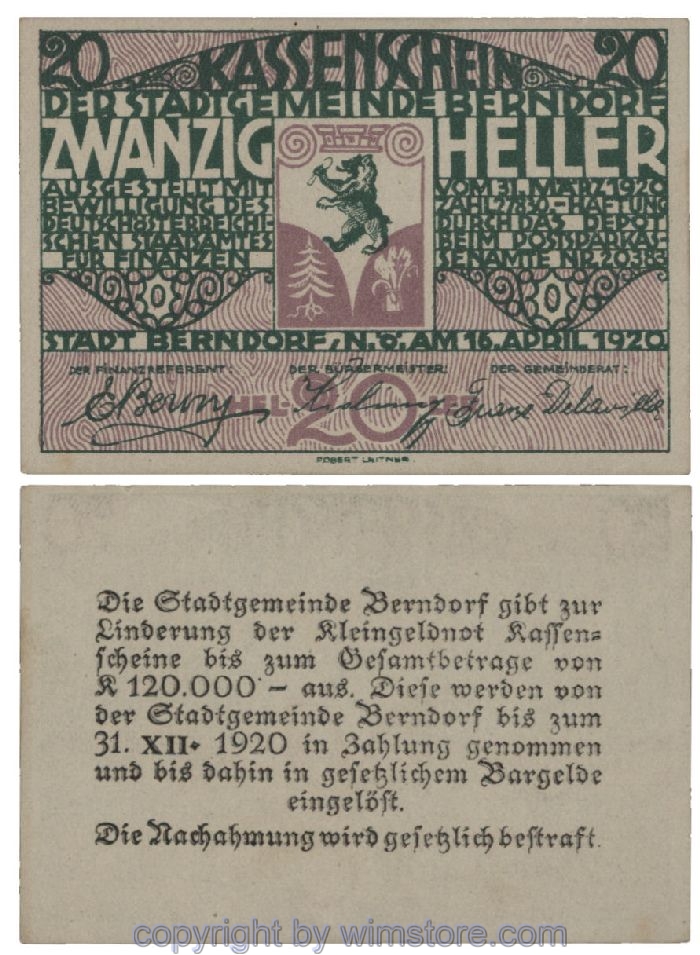 20 KASSENSCHEIN 20
DER STADTGEMEINDE BERNDORF
ZWANZIG HELLER
AUSGESTELLT MIT
BEWILLIGUNG DES
DEUTSCHÖSTERREICHI-
SCHEN STAATSAMTES
FÜR FINANZEN
VOM 31. MÄRZ 1920
ZAHL 27830 - HAFTUNG
DURCH DAS DEPOT
BEIM POSTSPARKAS-
SENAMTE NR. 20383
STADT BERNDORF, N. Ö. AM 16. APRIL 1920.
DER FINANZREFERENT: DER BÜRGERMEISTER: DER GEMEINDERAT:
HEL- 20 LER
ROBERT LEITNER.
Die Stadtgemeinde Berndorf gibt zur
Linderung der Kleingeldnot Kassen=
scheine bis zum Gesamtbetrage von
K 120.000 – aus. Diese werden von
der Stadtgemeinde Berndorf bis zum
31. XII. 1920 in Zahlung genommen
und bis dahin in gesetzlichem Bargelde
eingelöst.
Die Nachahmung wird gesetzlich bestraft.
copyright by wimstore.com